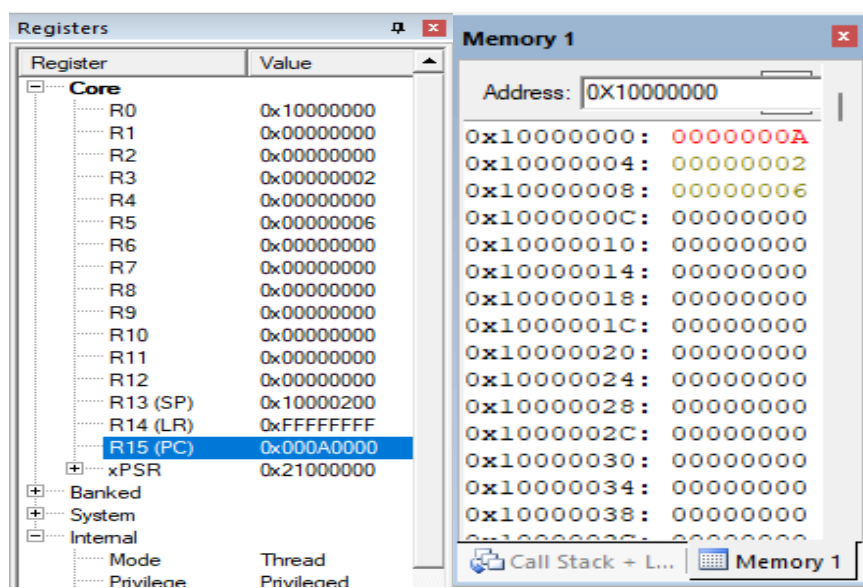 Registers
Register Value
Core
R0 0x10000000
R1 0x00000000
R2 0x00000000
R3 0x00000002
R4 0x00000000
R5 0x00000006
R6 0x00000000
R7 0x00000000
R8 0x00000000
R9 0x00000000
R10 0x00000000
R11 0x00000000
R12 0x00000000
R13 (SP) 0x10000200
R14 (LR) 0xFFFFFFFF
R15 (PC) 0x000A0000
xPSR 0x21000000
Banked
System
Internal
Mode Thread
Privilege Privileged
Memory 1
Address: 0X10000000
0x10000000: 0000000A
0x10000004: 00000002
0x10000008: 00000006
0x1000000C: 00000000
0x10000010: 00000000
0x10000014: 00000000
0x10000018: 00000000
0x1000001C: 00000000
0x10000020: 00000000
0x10000024: 00000000
0x10000028: 00000000
0x1000002C: 00000000
0x10000030: 00000000
0x10000034: 00000000
0x10000038: 00000000
Call Stack + L... Memory 1